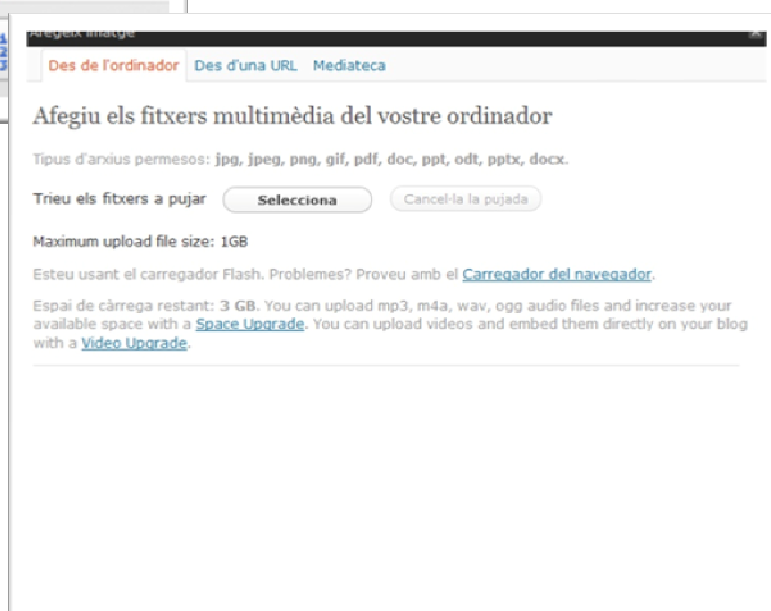 Afegeix imatge
Des de l'ordinador Des d'una URL Mediateca
Afegiu els fitxers multimèdia del vostre ordinador
Tipus d'arxius permesos: jpg, jpeg, png, gif, pdf, doc, ppt, odt, pptx, docx.
Trieu els fitxers a pujar Selecciona Cancel·la la pujada
Maximum upload file size: 1GB
Esteu usant el carregador Flash. Problemes? Proveu amb el Carregador del navegador.
Espai de càrrega restant: 3 GB. You can upload mp3, m4a, wav, ogg audio files and increase your
available space with a Space Upgrade. You can upload videos and embed them directly on your blog
with a Video Upgrade.